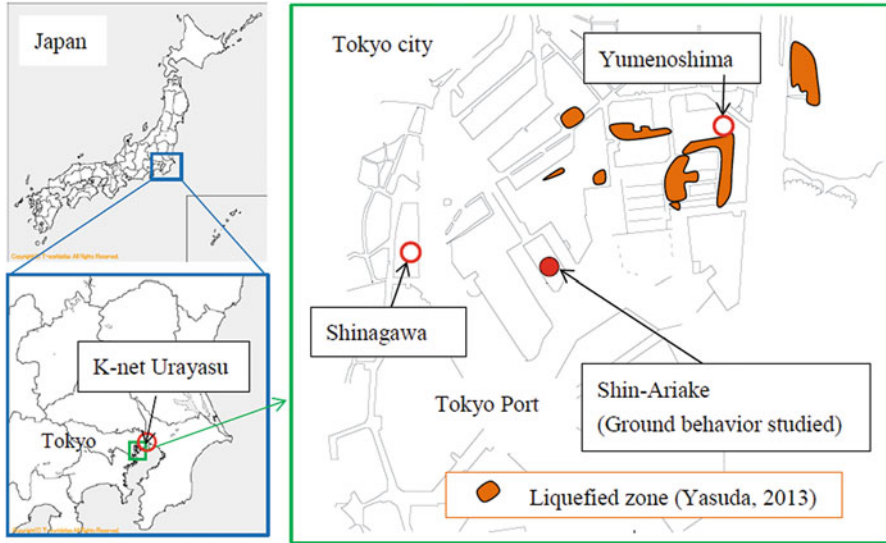 Japan
Tokyo city
Yumenoshima
K-net Urayasu
Tokyo
Shinagawa
Tokyo Port
Shin-Ariake
(Ground behavior studied)
Liquefied zone (Yasuda, 2013)